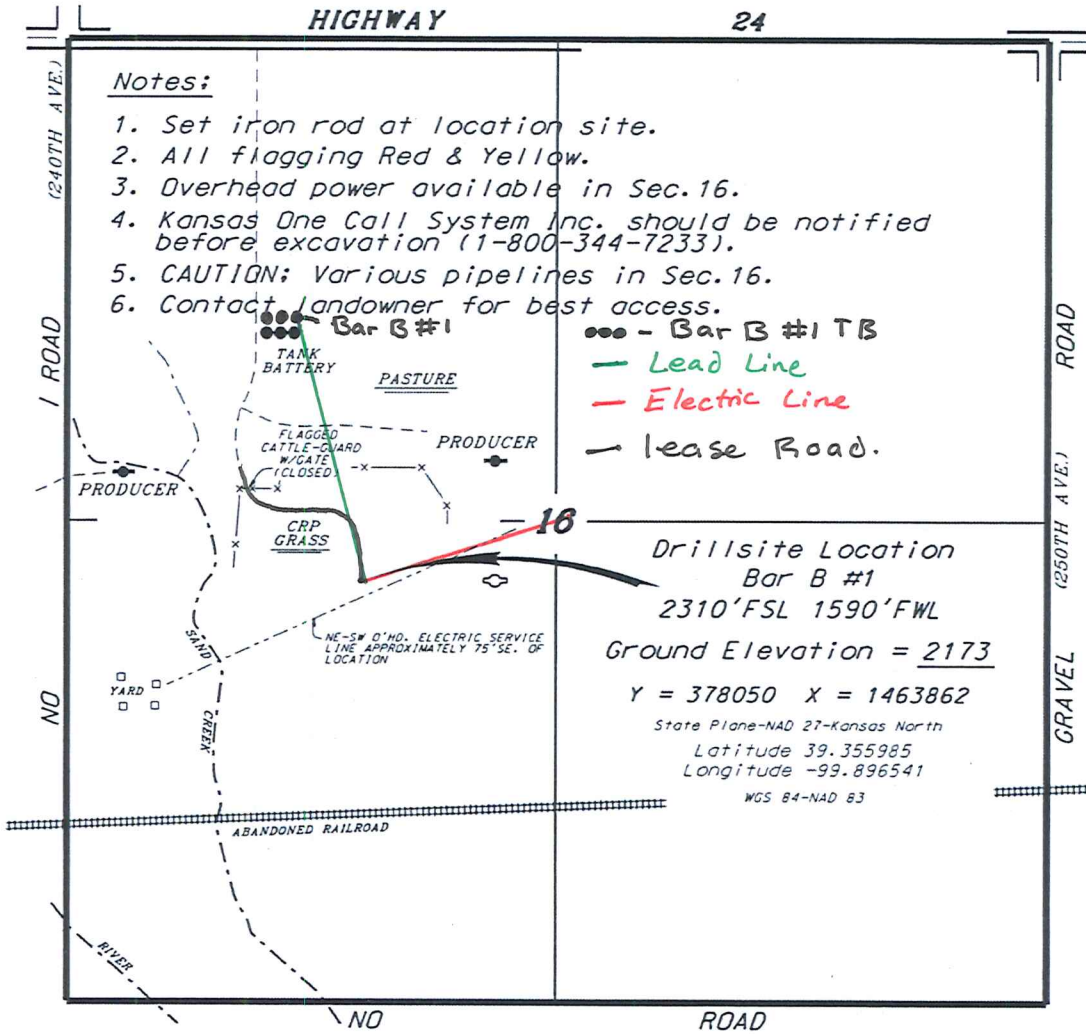 HIGHWAY 24
(240TH AVE.)
Notes:
1. Set iron rod at location site.
2. All flagging Red & Yellow.
3. Overhead power available in Sec.16.
4. Kansas One Call System Inc. should be notified
before excavation (1-800-344-7233).
5. CAUTION: Various pipelines in Sec.16.
6. Contact landowner for best access.
Bar B #1
TANK
BATTERY
PASTURE
- Bar B #1 TB
Lead Line
Electric Line
lease Road.
I ROAD
ROAD
FLAGGED
CATTLE-GUARD
W/GATE
(CLOSED)
PRODUCER
PRODUCER
CRP
GRASS
16
(250TH AVE.)
Drillsite Location
Bar B #1
2310'FSL 1590'FWL
NE-SW O'HD. ELECTRIC SERVICE
LINE APPROXIMATELY 75'SE. OF
LOCATION
Ground Elevation = 2173
Y = 378050 X = 1463862
State Plane-NAD 27-Kansas North
Latitude 39.355985
Longitude -99.896541
WGS 84-NAD 83
YARD
SAND
CREEK
NO
GRAVEL
ABANDONED RAILROAD
RIVER
NO ROAD